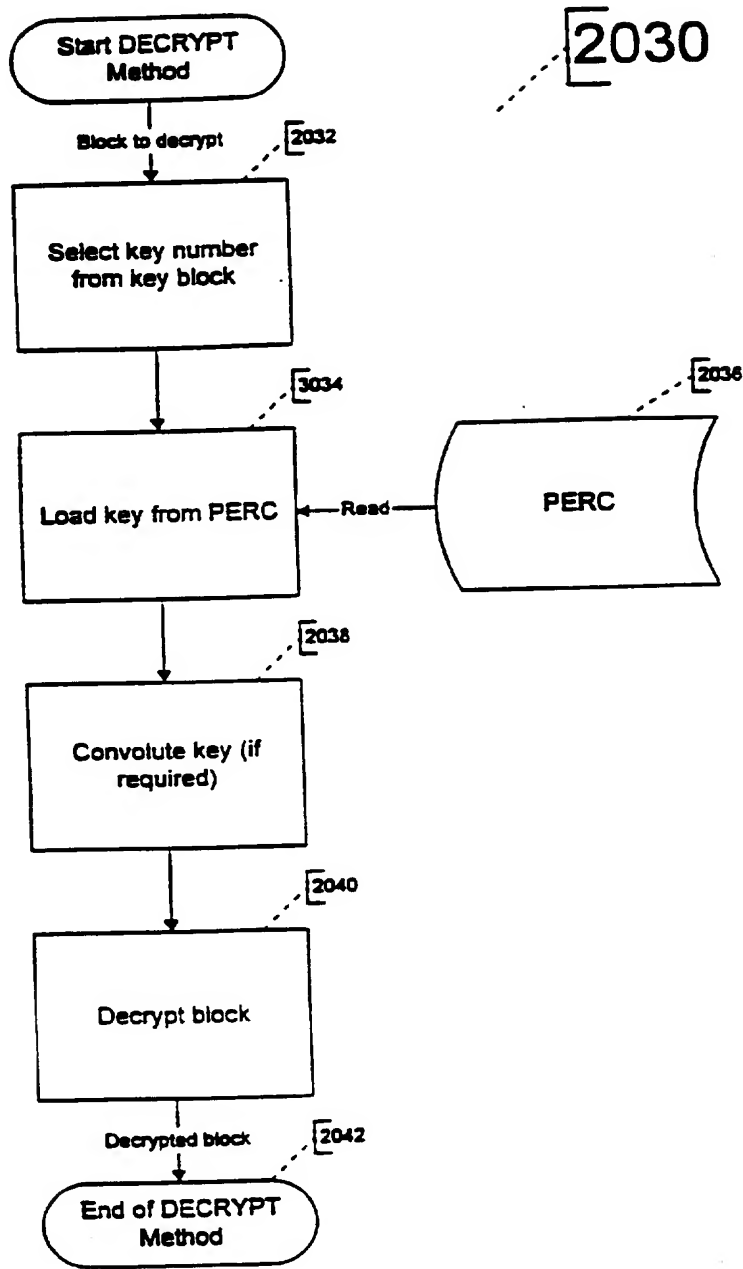 2030
Start DECRYPT
Method
Block to decrypt
2032
Select key number
from key block
3034
2036
Load key from PERC
Read
PERC
2038
Convolute key (if
required)
2040
Decrypt block
Decrypted block
2042
End of DECRYPT
Method